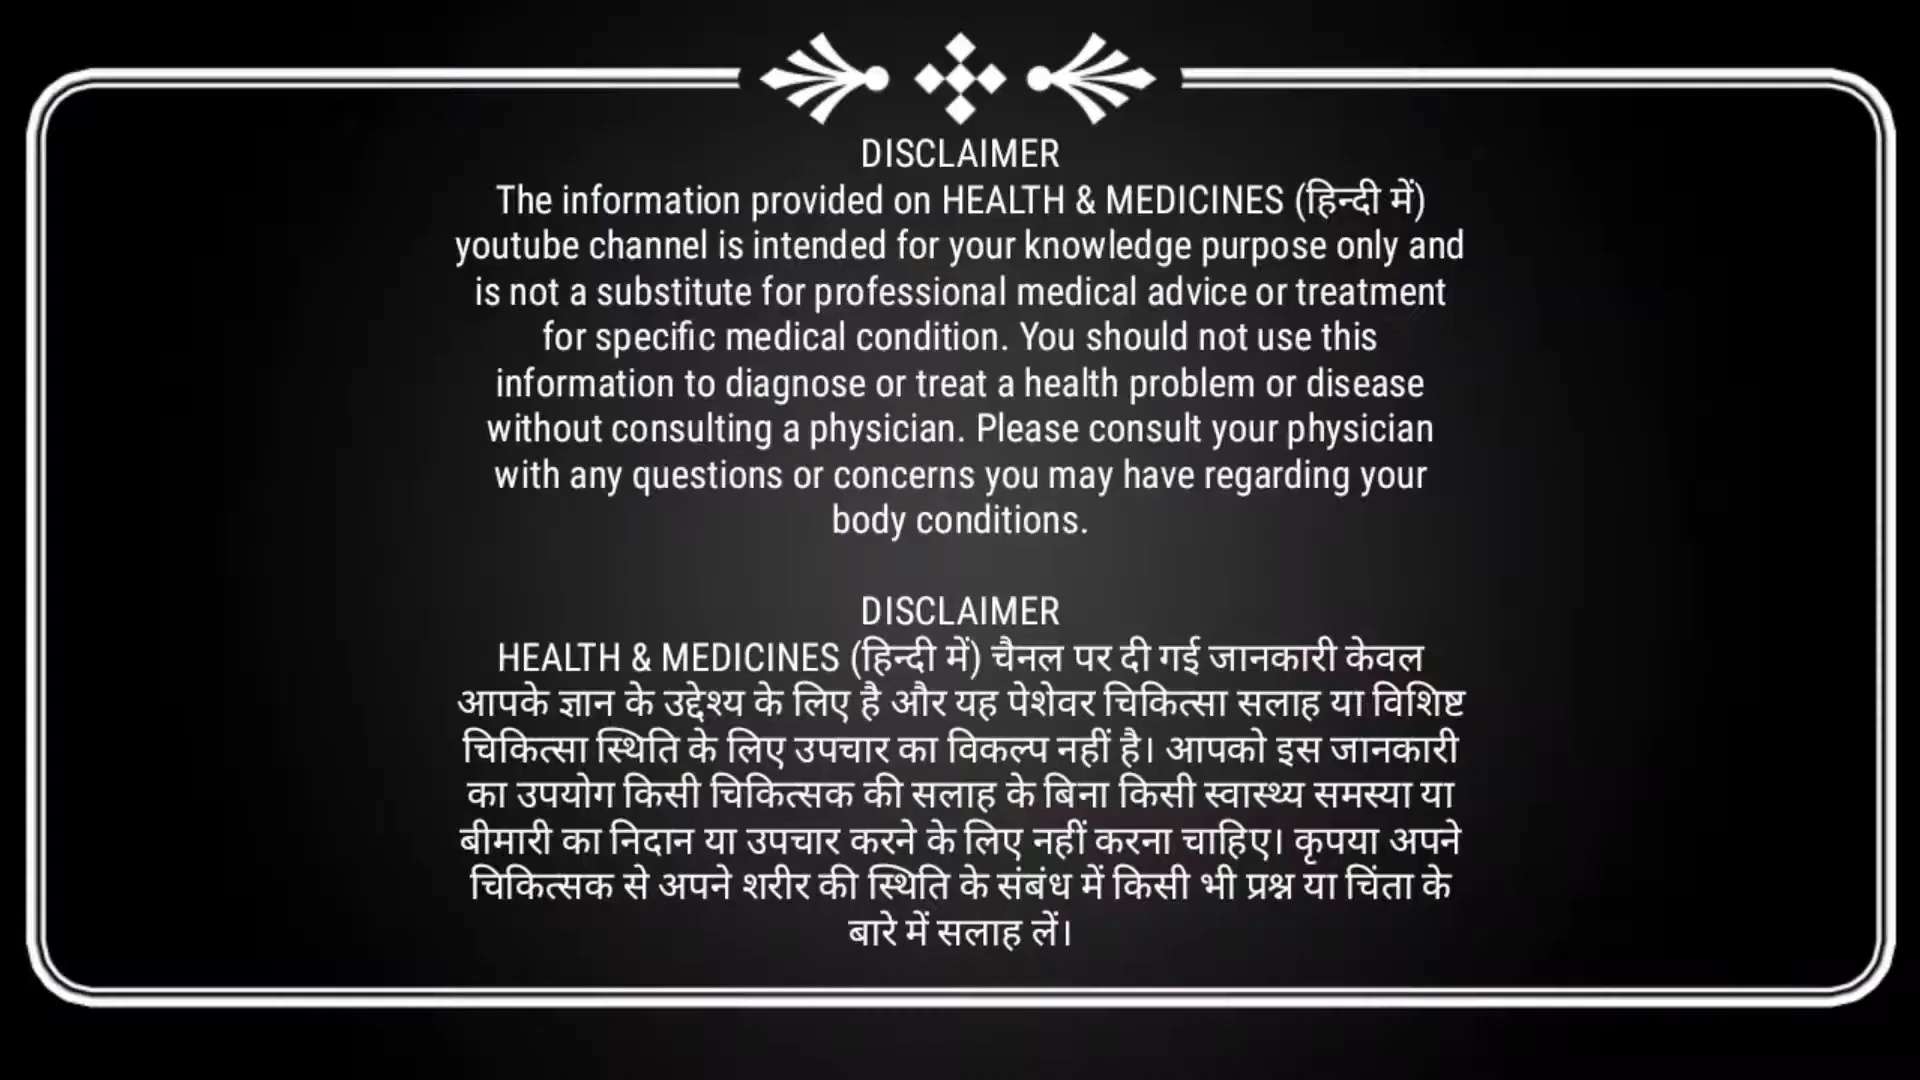 DISCLAIMER
The information provided on HEALTH & MEDICINES (हिन्दी में)
youtube channel is intended for your knowledge purpose only and
is not a substitute for professional medical advice or treatment
for specific medical condition. You should not use this
information to diagnose or treat a health problem or disease
without consulting a physician. Please consult your physician
with any questions or concerns you may have regarding your
body conditions.
DISCLAIMER
HEALTH & MEDICINES (हिन्दी में) चैनल पर दी गई जानकारी केवल
आपके ज्ञान के उद्देश्य के लिए है और यह पेशेवर चिकित्सा सलाह या विशिष्ट
चिकित्सा स्थिति के लिए उपचार का विकल्प नहीं है। आपको इस जानकारी
का उपयोग किसी चिकित्सक की सलाह के बिना किसी स्वास्थ्य समस्या या
बीमारी का निदान या उपचार करने के लिए नहीं करना चाहिए। कृपया अपने
चिकित्सक से अपने शरीर की स्थिति के संबंध में किसी भी प्रश्न या चिंता के
बारे में सलाह लें।